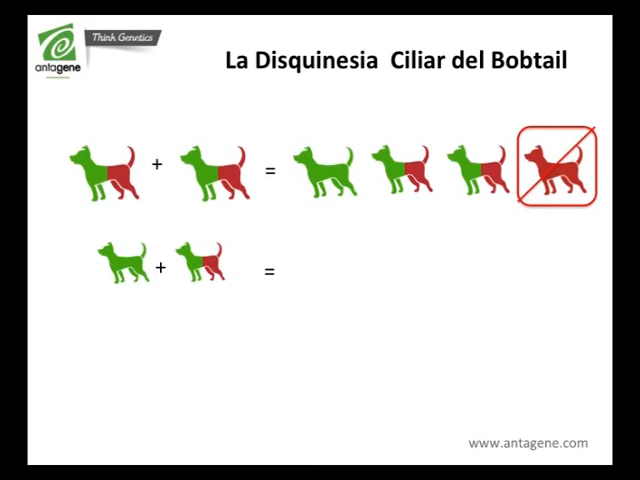 Think Genetics
antagene
La Disquinesia Ciliar del Bobtail
+ =
+ =
www.antagene.com